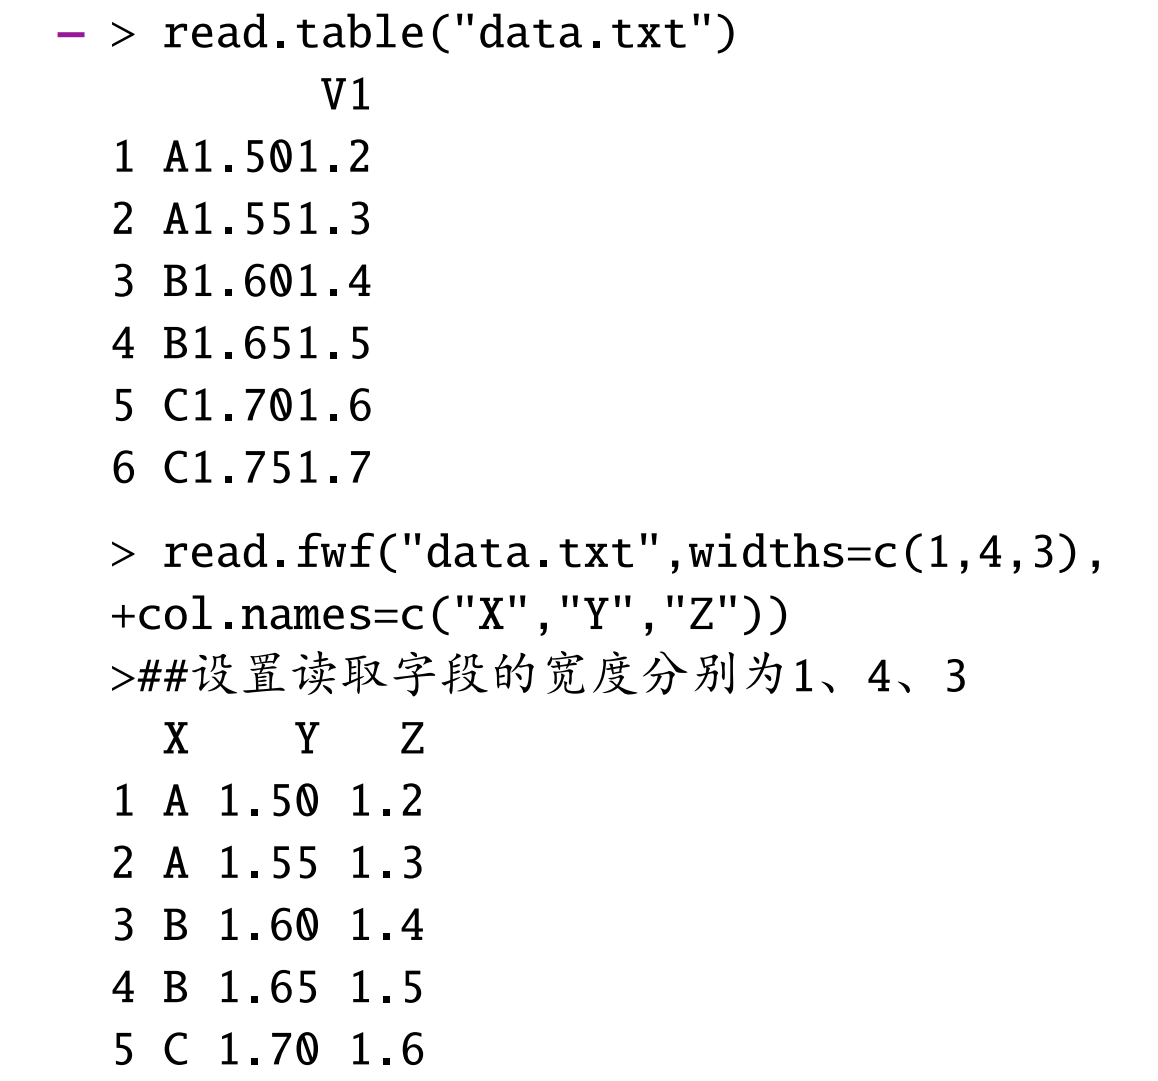 – > read.table("data.txt")
V1
1 A1.501.2
2 A1.551.3
3 B1.601.4
4 B1.651.5
5 C1.701.6
6 C1.751.7
> read.fwf("data.txt",widths=c(1,4,3),
+col.names=c("X","Y","Z"))
>##设置读取字段的宽度分别为1、4、3
X Y Z
1 A 1.50 1.2
2 A 1.55 1.3
3 B 1.60 1.4
4 B 1.65 1.5
5 C 1.70 1.6